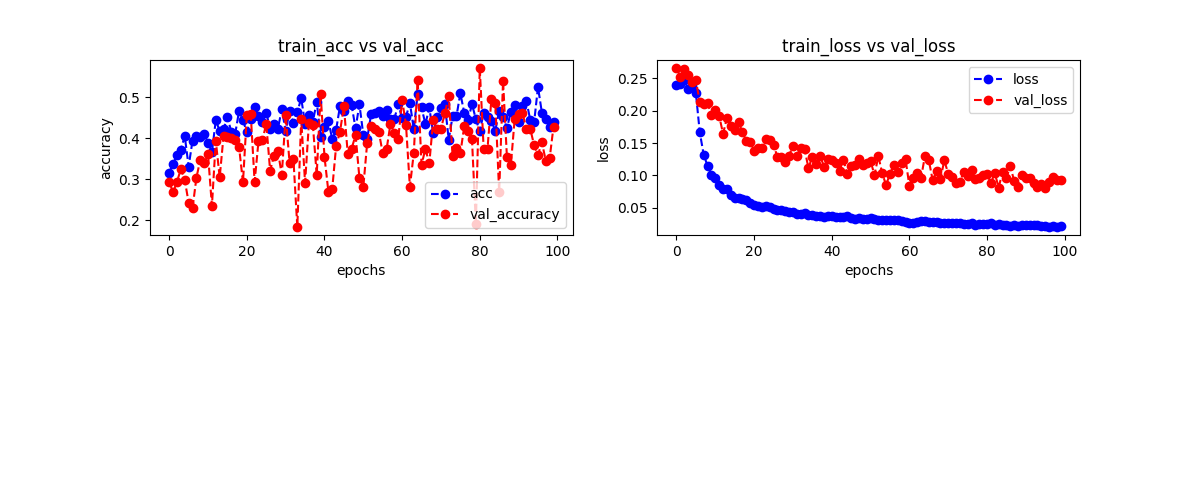 train_acc vs val_acc
accuracy
0.5
0.4
0.3
0.2
acc
val_accuracy
0 20 40 60 80 100
epochs
train_loss vs val_loss
loss
0.25
0.20
0.15
0.10
0.05
loss
val_loss
0 20 40 60 80 100
epochs